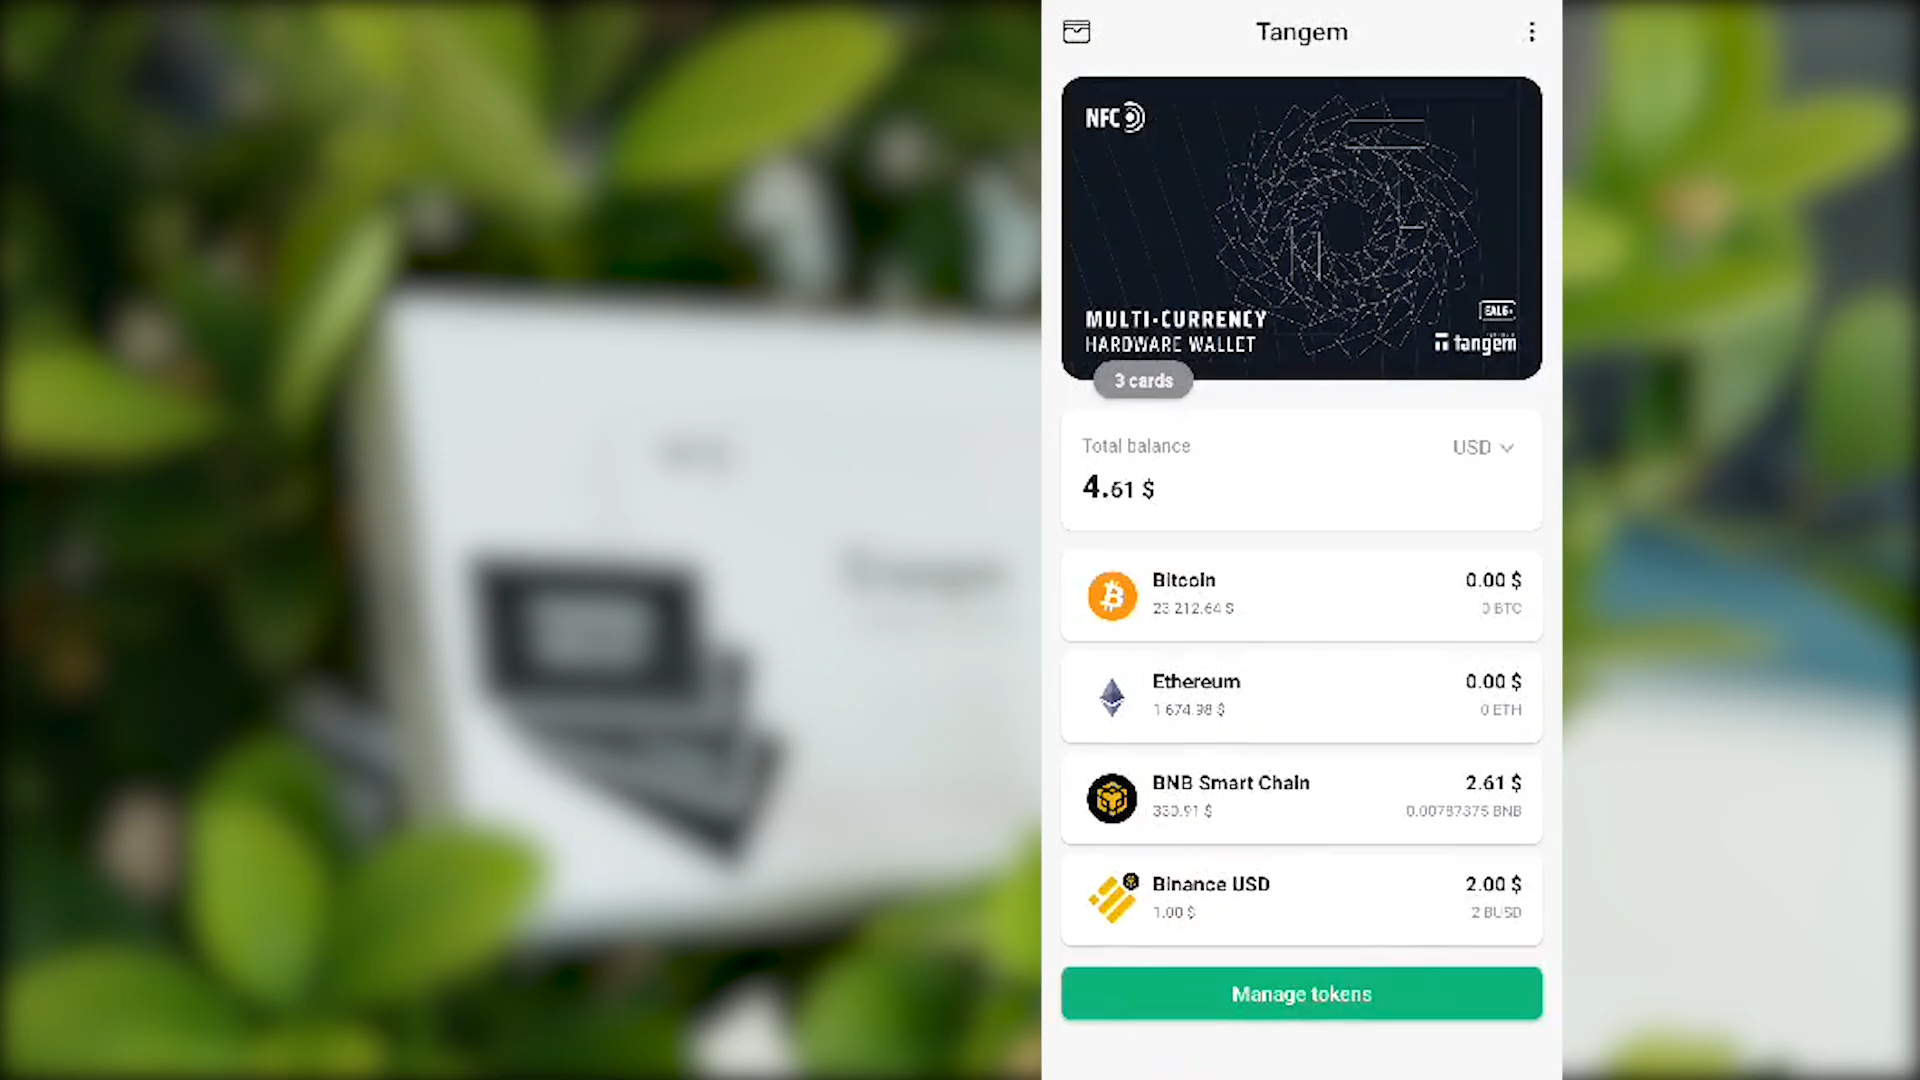 Tangem
NFC
MULTI-CURRENCY
HARDWARE WALLET
EAL6+
tangem
3 cards
Total balance
USD
4.61 $
Bitcoin
0.00 $
23 212.64 $
0 BTC
Ethereum
0.00 $
1 674.98 $
0 ETH
BNB Smart Chain
2.61 $
330.91 $
0.00787375 BNB
Binance USD
2.00 $
1.00 $
2 BUSD
Manage tokens